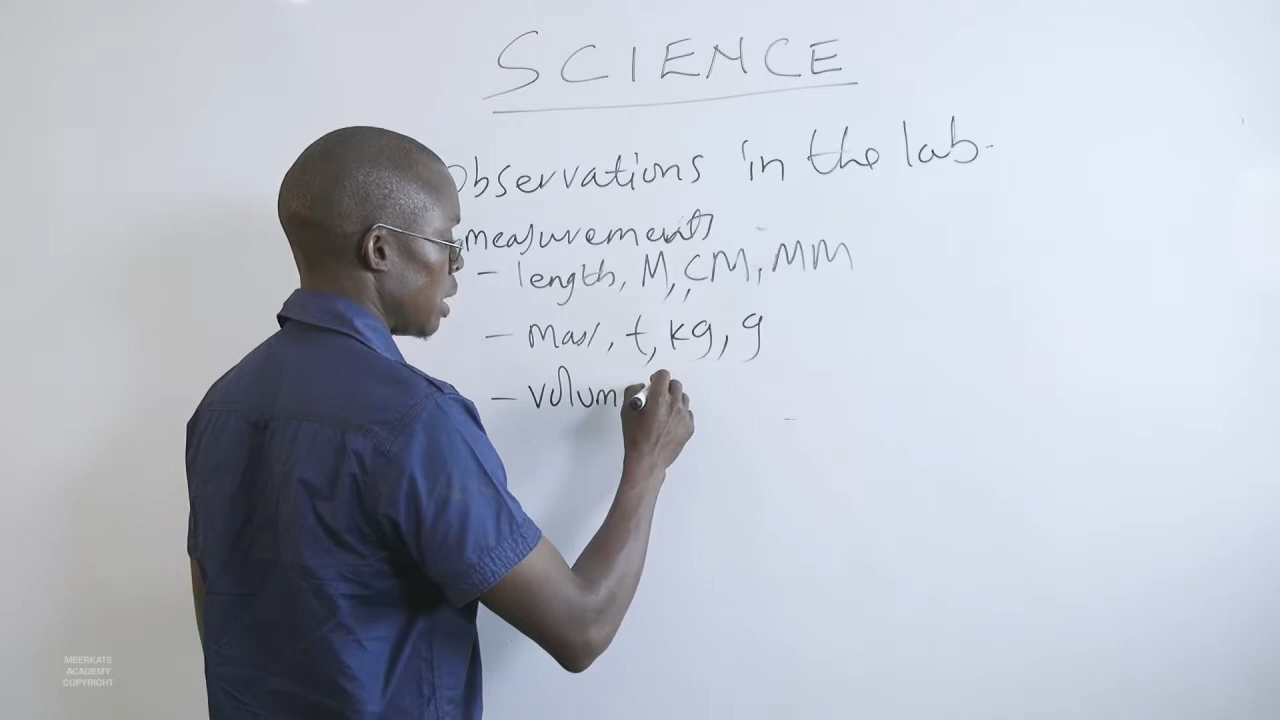 SCIENCE
Observations in the lab.
measurements
- length, M, CM, MM
- mass, t, kg, g
- volum
MEERKATS
ACADEMY
COPYRIGHT